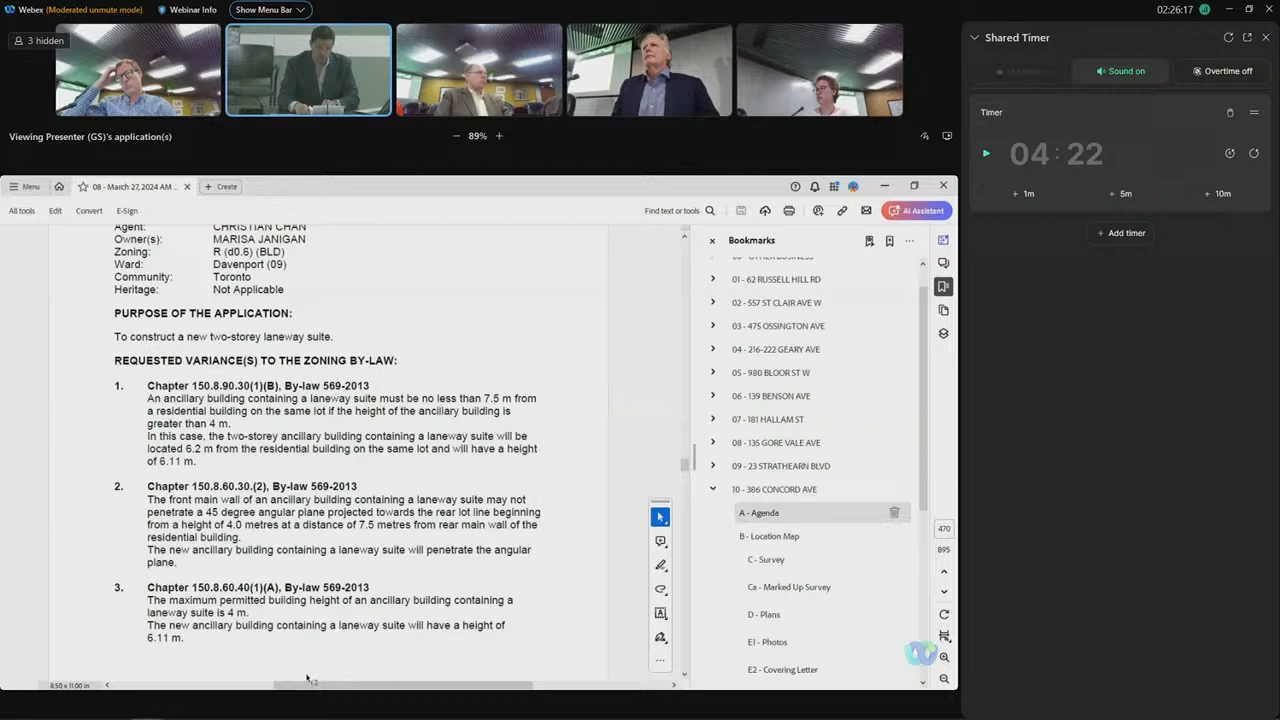 Webex (Moderated unmute mode) Webinar Info Show Menu Bar 02:26:17
3 hidden
Viewing Presenter (GS)'s application(s) 89%
Shared Timer
Sound on Overtime off
Timer
04:22
+ 1m + 5m + 10m
+ Add timer
Menu 08 - March 27, 2024 AM ... + Create
All tools Edit Convert E-Sign Find text or tools AI Assistant
Agent: CHRISTIAN CHAN
Owner(s): MARISA JANIGAN
Zoning: R (d0.6) (BLD)
Ward: Davenport (09)
Community: Toronto
Heritage: Not Applicable
PURPOSE OF THE APPLICATION:
To construct a new two-storey laneway suite.
REQUESTED VARIANCE(S) TO THE ZONING BY-LAW:
1. Chapter 150.8.90.30(1)(B), By-law 569-2013
An ancillary building containing a laneway suite must be no less than 7.5 m from
a residential building on the same lot if the height of the ancillary building is
greater than 4 m.
In this case, the two-storey ancillary building containing a laneway suite will be
located 6.2 m from the residential building on the same lot and will have a height
of 6.11 m.
2. Chapter 150.8.60.30.(2), By-law 569-2013
The front main wall of an ancillary building containing a laneway suite may not
penetrate a 45 degree angular plane projected towards the rear lot line beginning
from a height of 4.0 metres at a distance of 7.5 metres from rear main wall of the
residential building.
The new ancillary building containing a laneway suite will penetrate the angular
plane.
3. Chapter 150.8.60.40(1)(A), By-law 569-2013
The maximum permitted building height of an ancillary building containing a
laneway suite is 4 m.
The new ancillary building containing a laneway suite will have a height of
6.11 m.
8.50 x 11.00 in
Bookmarks
00 - OTHER BUSINESS
01 - 62 RUSSELL HILL RD
02 - 557 ST CLAIR AVE W
03 - 475 OSSINGTON AVE
04 - 216-222 GEARY AVE
05 - 980 BLOOR ST W
06 - 139 BENSON AVE
07 - 181 HALLAM ST
08 - 135 GORE VALE AVE
09 - 23 STRATHEARN BLVD
10 - 386 CONCORD AVE
A - Agenda
B - Location Map
C - Survey
Ca - Marked Up Survey
D - Plans
E1 - Photos
E2 - Covering Letter
470
895